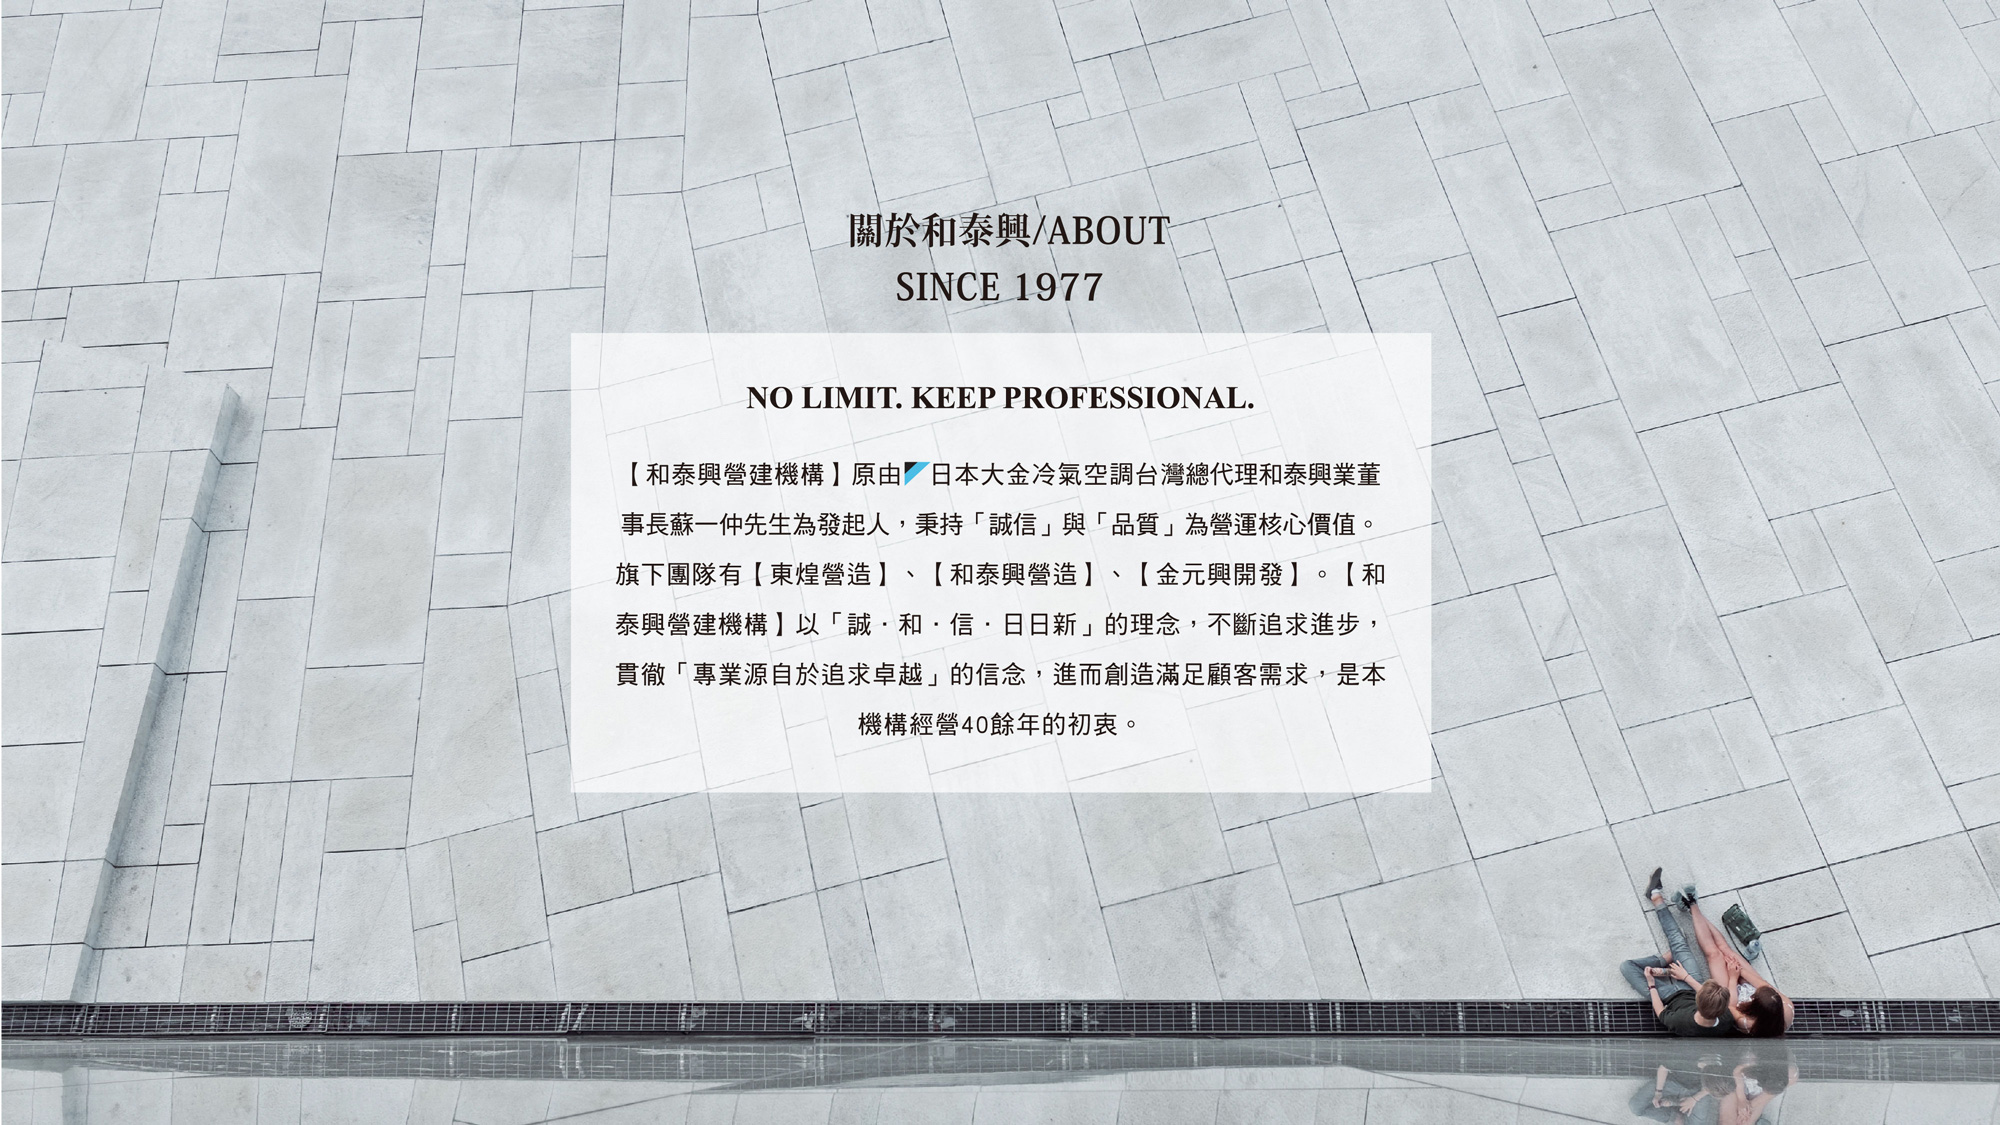 關於和泰興/ABOUT
SINCE 1977
NO LIMIT. KEEP PROFESSIONAL.
【和泰興營建機構】原由日本大金冷氣空調台灣總代理和泰興業董
事長蘇一仲先生為發起人，秉持「誠信」與「品質」為營運核心價值。
旗下團隊有【東煌營造】、【和泰興營造】、【金元興開發】。【和
泰興營建機構】以「誠．和．信．日日新」的理念，不斷追求進步，
貫徹「專業源自於追求卓越」的信念，進而創造滿足顧客需求，是本
機構經營40餘年的初衷。